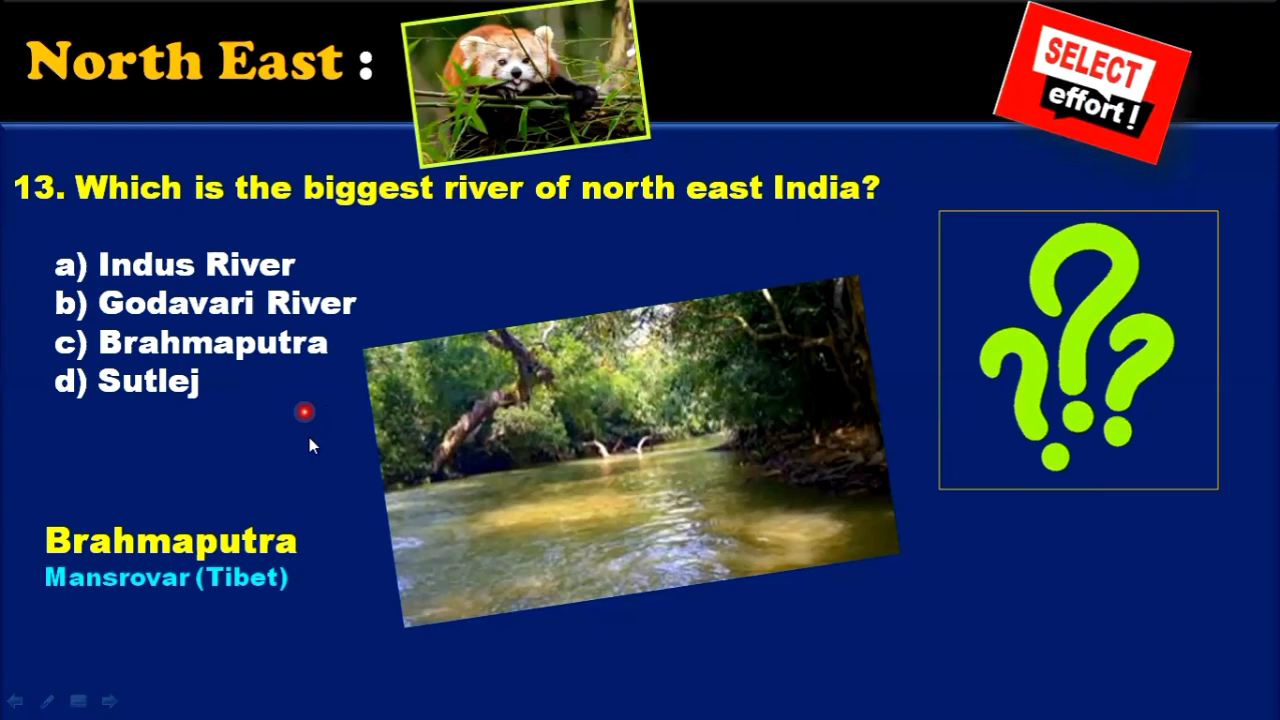 North East :
SELECT
effort !
13. Which is the biggest river of north east India?
a) Indus River
b) Godavari River
c) Brahmaputra
d) Sutlej
Brahmaputra
Mansrovar (Tibet)